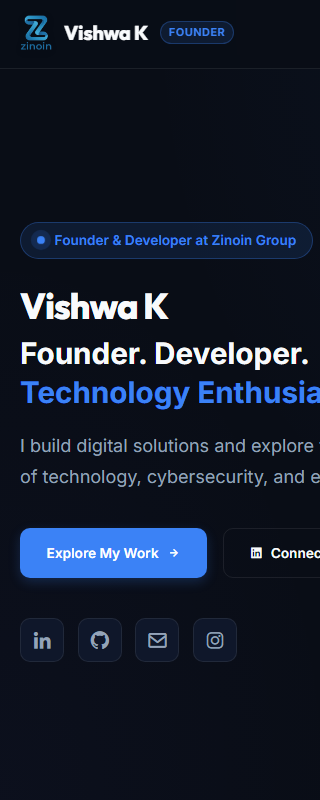 zinoin
Vishwa K
FOUNDER
Founder & Developer at Zinoin Group
Vishwa K
Founder. Developer.
Technology Enthusia
I build digital solutions and explore
of technology, cybersecurity, and e
Explore My Work
Connec